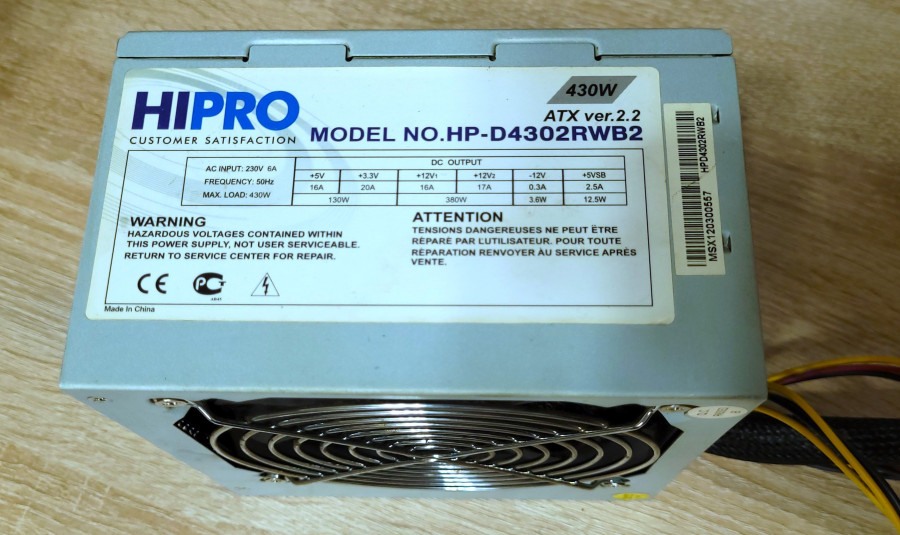 HIPRO
CUSTOMER SATISFACTION
430W
ATX ver.2.2
MODEL NO.HP-D4302RWB2
AC INPUT: 230V 6A
FREQUENCY: 50Hz
MAX. LOAD: 430W
DC OUTPUT
+5V +3.3V +12V1 +12V2 -12V +5VSB
16A 20A 16A 17A 0.3A 2.5A
130W 380W 3.6W 12.5W
WARNING
HAZARDOUS VOLTAGES CONTAINED WITHIN
THIS POWER SUPPLY, NOT USER SERVICEABLE.
RETURN TO SERVICE CENTER FOR REPAIR.
ATTENTION
TENSIONS DANGEREUSES NE PEUT ÊTRE
RÉPARÉ PAR L'UTILISATEUR. POUR TOUTE
RÉPARATION RENVOYER AU SERVICE APRÉS
VENTE.
CE
Made In China
HPD4302RWB2
MSX120300557